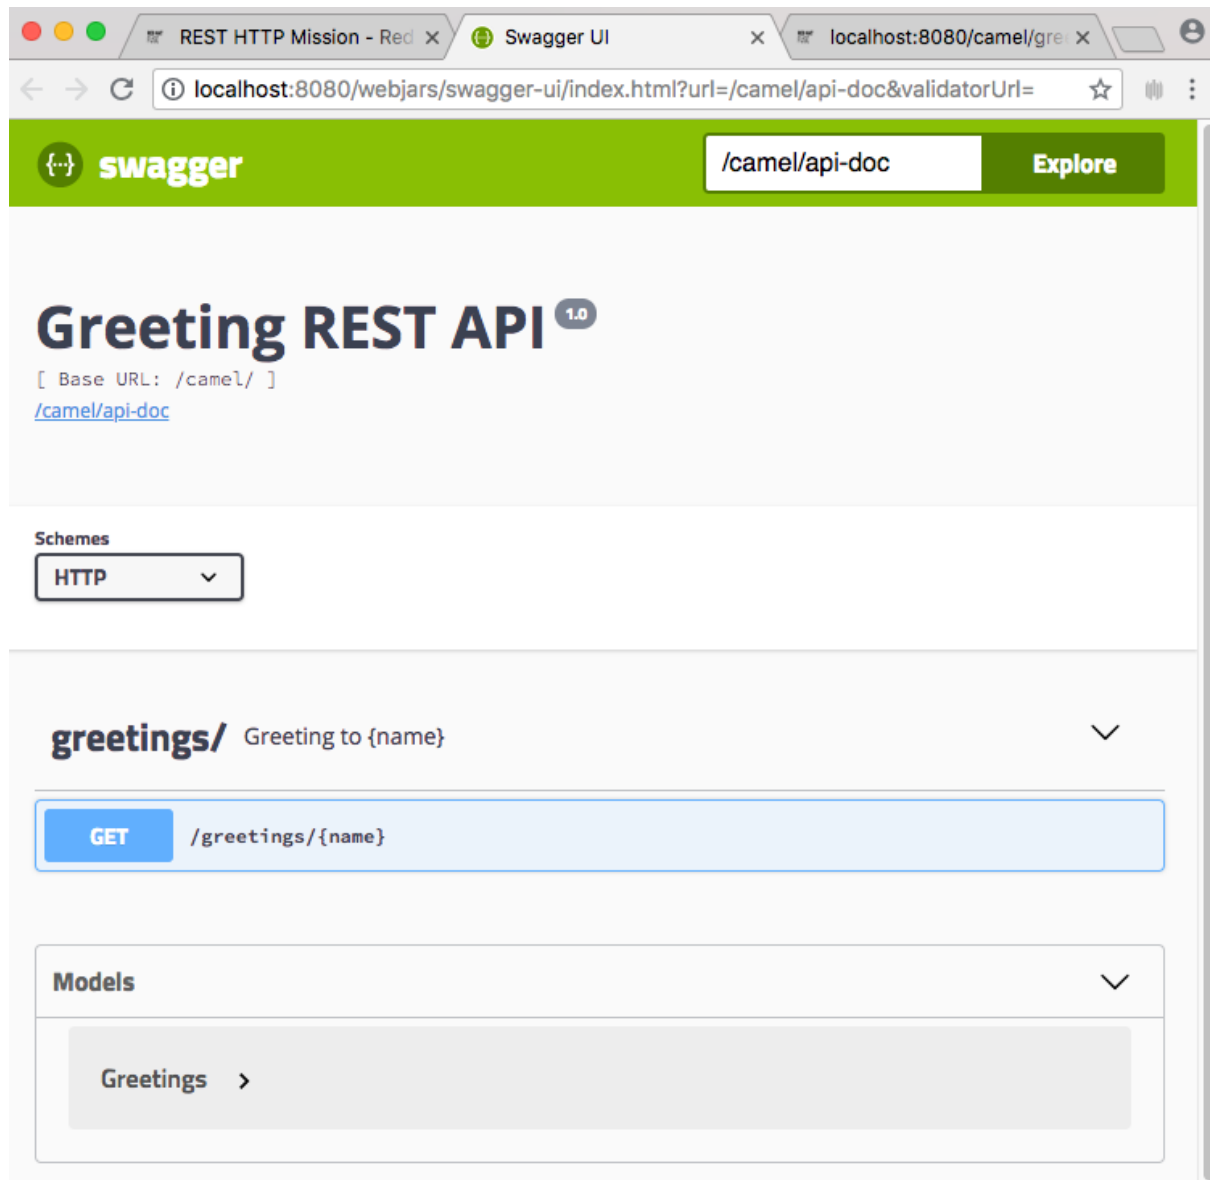 REST HTTP Mission - Red
Swagger UI
localhost:8080/camel/gre
localhost:8080/webjars/swagger-ui/index.html?url=/camel/api-doc&validatorUrl=
{···} swagger
/camel/api-doc
Explore
Greeting REST API 1.0
[ Base URL: /camel/ ]
/camel/api-doc
Schemes
HTTP
greetings/ Greeting to {name}
GET /greetings/{name}
Models
Greetings